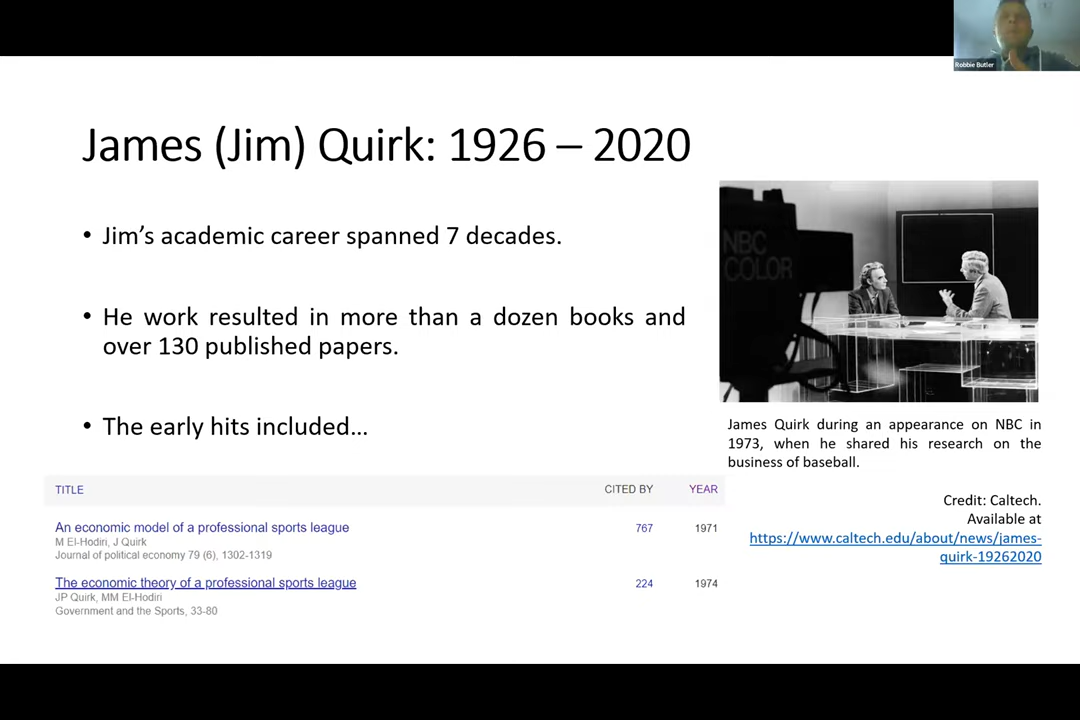 Robbie Butler
James (Jim) Quirk: 1926 – 2020
• Jim’s academic career spanned 7 decades.
• He work resulted in more than a dozen books and
over 130 published papers.
• The early hits included…
NBC
COLOR
James Quirk during an appearance on NBC in
1973, when he shared his research on the
business of baseball.
Credit: Caltech.
Available at
https://www.caltech.edu/about/news/james-
quirk-19262020
TITLE CITED BY YEAR
An economic model of a professional sports league 767 1971
M El-Hodiri, J Quirk
Journal of political economy 79 (6), 1302-1319
The economic theory of a professional sports league 224 1974
JP Quirk, MM El-Hodiri
Government and the Sports, 33-80